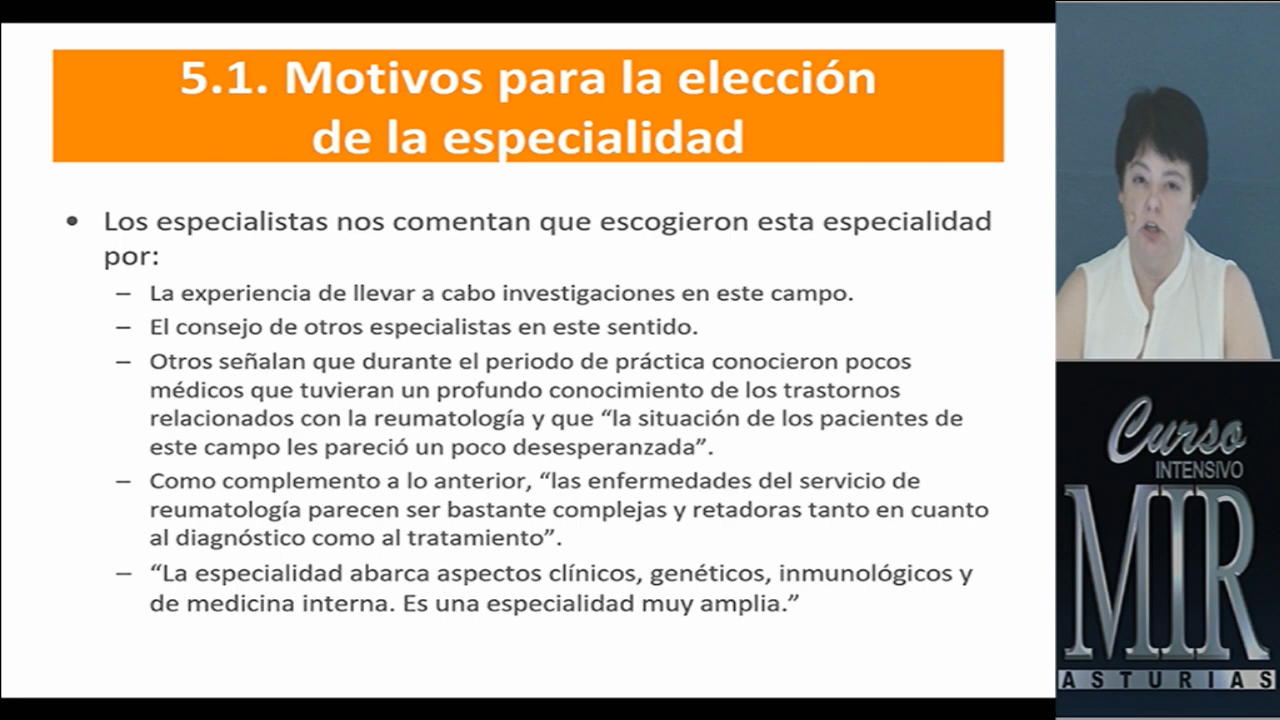 5.1. Motivos para la elección
de la especialidad
• Los especialistas nos comentan que escogieron esta especialidad
por:
– La experiencia de llevar a cabo investigaciones en este campo.
– El consejo de otros especialistas en este sentido.
– Otros señalan que durante el periodo de práctica conocieron pocos
médicos que tuvieran un profundo conocimiento de los trastornos
relacionados con la reumatología y que “la situación de los pacientes de
este campo les pareció un poco desesperanzada”.
– Como complemento a lo anterior, “las enfermedades del servicio de
reumatología parecen ser bastante complejas y retadoras tanto en cuanto
al diagnóstico como al tratamiento”.
– “La especialidad abarca aspectos clínicos, genéticos, inmunológicos y
de medicina interna. Es una especialidad muy amplia.”
Curso
INTENSIVO
MIR
ASTURIAS